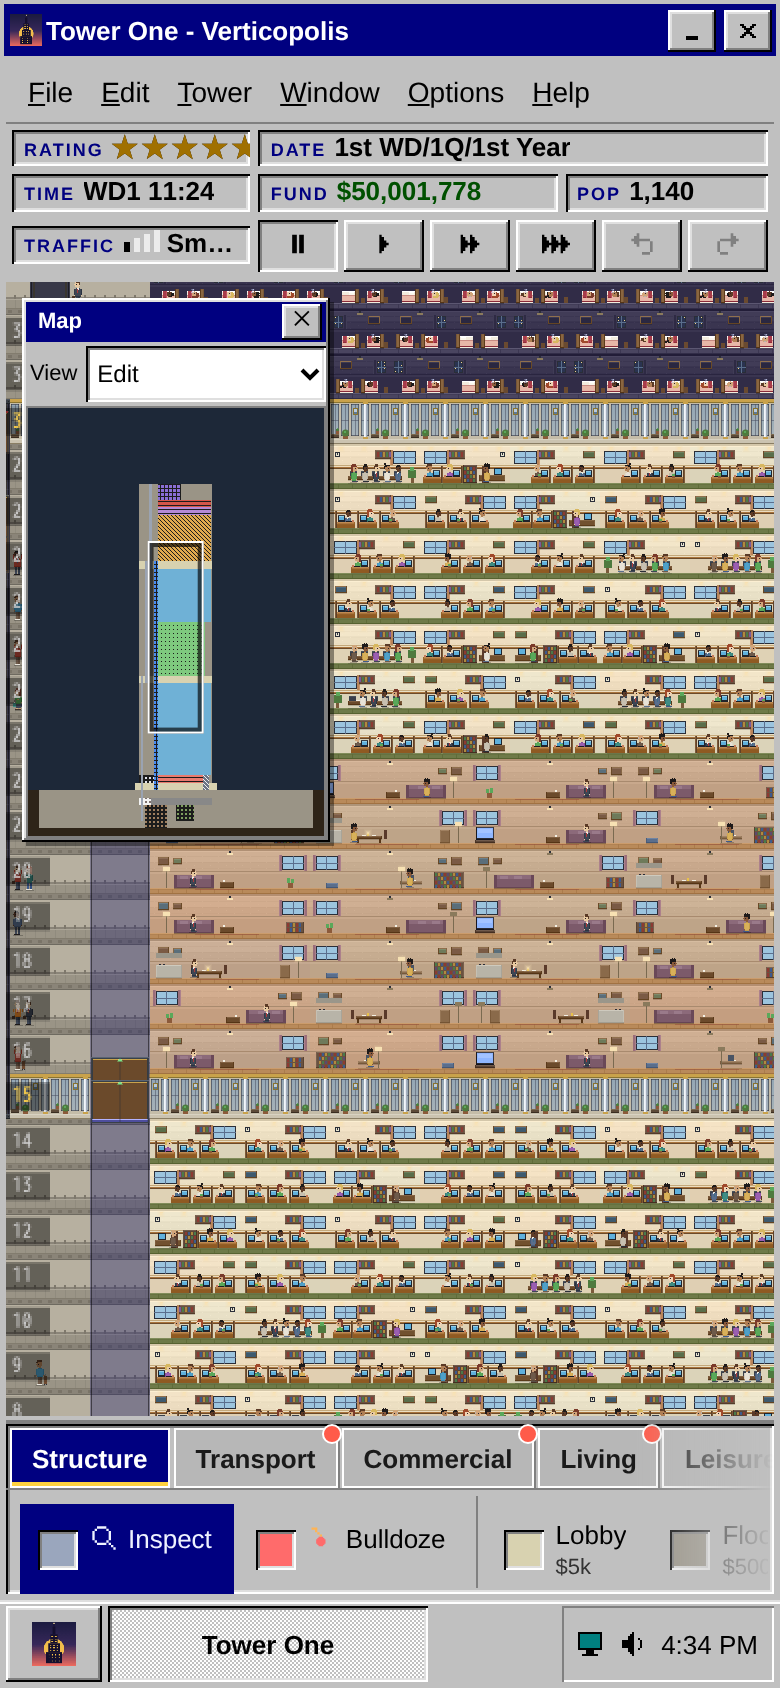 Tower One - Verticopolis
File Edit Tower Window Options Help
RATING
DATE 1st WD/1Q/1st Year
TIME WD1 11:24
FUND $50,001,778
POP 1,140
TRAFFIC Sm...
Map
View Edit
19
18
17
16
15
14
13
12
11
10
9
8
Structure Transport Commercial Living Leisure
Inspect Bulldoze Lobby
$5k
Tower One
4:34 PM